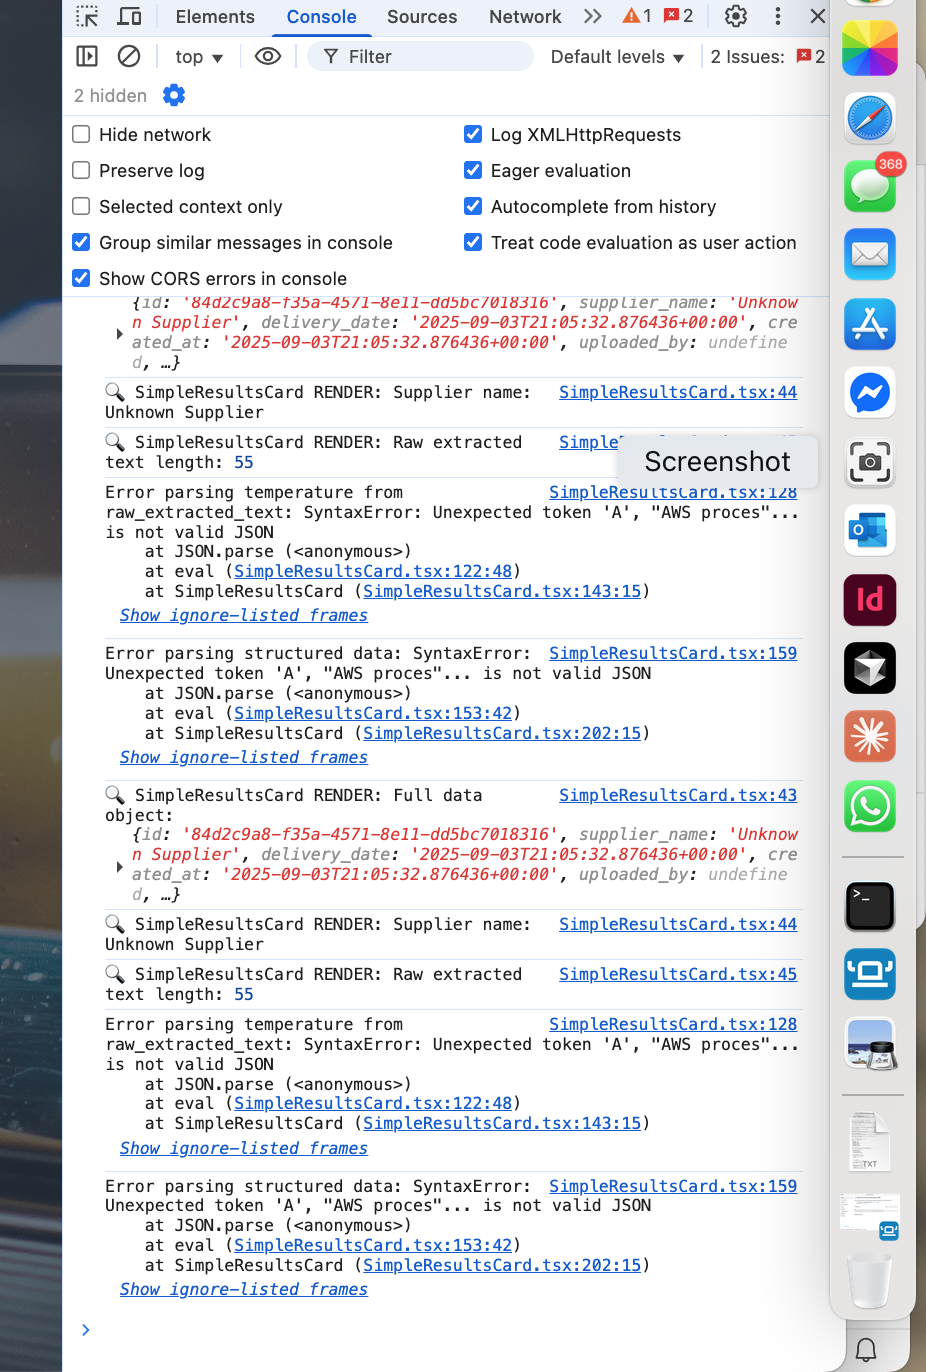 Elements Console Sources Network 1 2
top Filter Default levels 2 Issues: 2
2 hidden
Hide network Log XMLHttpRequests
Preserve log Eager evaluation
Selected context only Autocomplete from history
Group similar messages in console Treat code evaluation as user action
Show CORS errors in console
{id: '84d2c9a8-f35a-4571-8e11-dd5bc7018316', supplier_name: 'Unknow
n Supplier', delivery_date: '2025-09-03T21:05:32.876436+00:00', cre
ated_at: '2025-09-03T21:05:32.876436+00:00', uploaded_by: undefine
d, …}
SimpleResultsCard RENDER: Supplier name: SimpleResultsCard.tsx:44
Unknown Supplier
SimpleResultsCard RENDER: Raw extracted Simple
text length: 55
Screenshot
Error parsing temperature from SimpleResultsCard.tsx:128
raw_extracted_text: SyntaxError: Unexpected token 'A', "AWS proces"...
is not valid JSON
at JSON.parse (<anonymous>)
at eval (SimpleResultsCard.tsx:122:48)
at SimpleResultsCard (SimpleResultsCard.tsx:143:15)
Show ignore-listed frames
Error parsing structured data: SyntaxError: SimpleResultsCard.tsx:159
Unexpected token 'A', "AWS proces"... is not valid JSON
at JSON.parse (<anonymous>)
at eval (SimpleResultsCard.tsx:153:42)
at SimpleResultsCard (SimpleResultsCard.tsx:202:15)
Show ignore-listed frames
SimpleResultsCard RENDER: Full data SimpleResultsCard.tsx:43
object:
{id: '84d2c9a8-f35a-4571-8e11-dd5bc7018316', supplier_name: 'Unknow
n Supplier', delivery_date: '2025-09-03T21:05:32.876436+00:00', cre
ated_at: '2025-09-03T21:05:32.876436+00:00', uploaded_by: undefine
d, …}
SimpleResultsCard RENDER: Supplier name: SimpleResultsCard.tsx:44
Unknown Supplier
SimpleResultsCard RENDER: Raw extracted SimpleResultsCard.tsx:45
text length: 55
Error parsing temperature from SimpleResultsCard.tsx:128
raw_extracted_text: SyntaxError: Unexpected token 'A', "AWS proces"...
is not valid JSON
at JSON.parse (<anonymous>)
at eval (SimpleResultsCard.tsx:122:48)
at SimpleResultsCard (SimpleResultsCard.tsx:143:15)
Show ignore-listed frames
Error parsing structured data: SyntaxError: SimpleResultsCard.tsx:159
Unexpected token 'A', "AWS proces"... is not valid JSON
at JSON.parse (<anonymous>)
at eval (SimpleResultsCard.tsx:153:42)
at SimpleResultsCard (SimpleResultsCard.tsx:202:15)
Show ignore-listed frames
368
Id
TXT